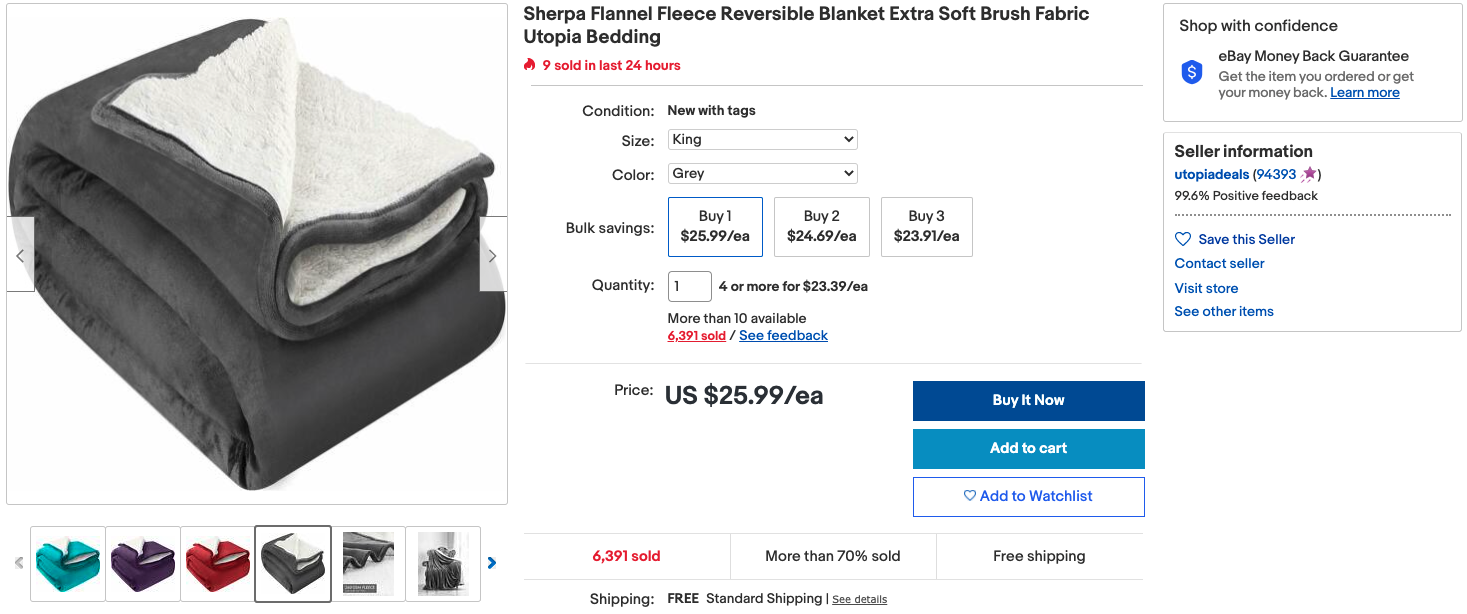 Sherpa Flannel Fleece Reversible Blanket Extra Soft Brush Fabric
Utopia Bedding
9 sold in last 24 hours
Condition: New with tags
Size: King
Color: Grey
Bulk savings:
Buy 1
$25.99/ea
Buy 2
$24.69/ea
Buy 3
$23.91/ea
Quantity: 1 4 or more for $23.39/ea
More than 10 available
6,391 sold / See feedback
Price: US $25.99/ea
Buy It Now
Add to cart
Add to Watchlist
6,391 sold
More than 70% sold
Free shipping
Shipping: FREE Standard Shipping | See details
Shop with confidence
eBay Money Back Guarantee
Get the item you ordered or get
your money back. Learn more
Seller information
utopiadeals (94393)
99.6% Positive feedback
Save this Seller
Contact seller
Visit store
See other items